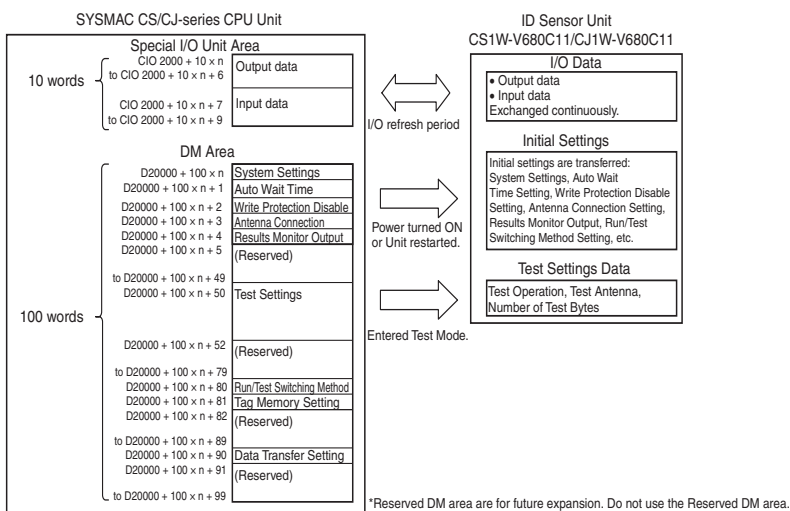 SYSMAC CS/CJ-series CPU Unit
Special I/O Unit Area
10 words
CIO 2000 + 10 × n
to CIO 2000 + 10 × n + 6
Output data
CIO 2000 + 10 × n + 7
to CIO 2000 + 10 × n + 9
Input data
DM Area
100 words
D20000 + 100 × n
System Settings
D20000 + 100 × n + 1
Auto Wait Time
D20000 + 100 × n + 2
Write Protection Disable
D20000 + 100 × n + 3
Antenna Connection
D20000 + 100 × n + 4
Results Monitor Output
D20000 + 100 × n + 5
(Reserved)
to D20000 + 100 × n + 49
D20000 + 100 × n + 50
Test Settings
D20000 + 100 × n + 52
(Reserved)
to D20000 + 100 × n + 79
D20000 + 100 × n + 80
Run/Test Switching Method
D20000 + 100 × n + 81
Tag Memory Setting
D20000 + 100 × n + 82
(Reserved)
to D20000 + 100 × n + 89
D20000 + 100 × n + 90
Data Transfer Setting
D20000 + 100 × n + 91
(Reserved)
to D20000 + 100 × n + 99
I/O refresh period
Power turned ON
or Unit restarted.
Entered Test Mode.
ID Sensor Unit
CS1W-V680C11/CJ1W-V680C11
I/O Data
• Output data
• Input data
Exchanged continuously.
Initial Settings
Initial settings are transferred:
System Settings, Auto Wait
Time Setting, Write Protection Disable
Setting, Antenna Connection Setting,
Results Monitor Output, Run/Test
Switching Method Setting, etc.
Test Settings Data
Test Operation, Test Antenna,
Number of Test Bytes
*Reserved DM area are for future expansion. Do not use the Reserved DM area.